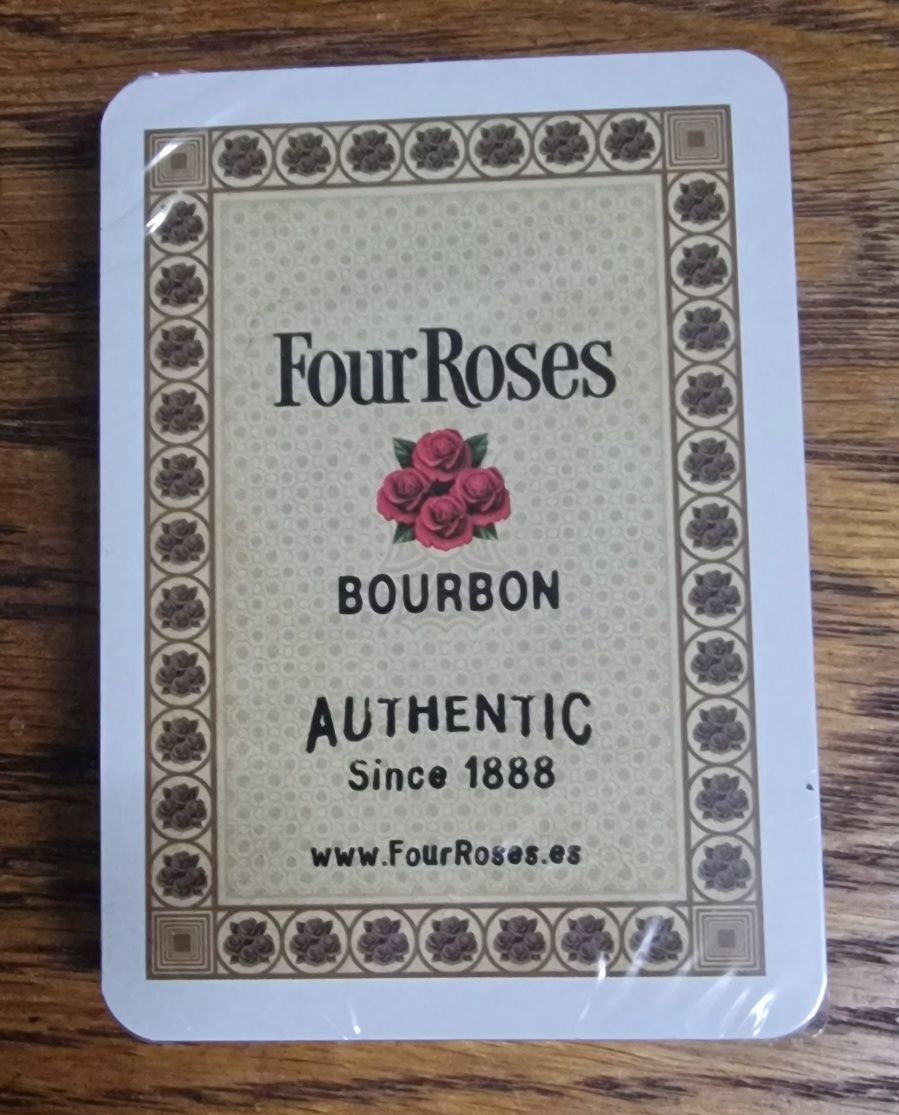 Four Roses
BOURBON
AUTHENTIC
Since 1888
www.FourRoses.es